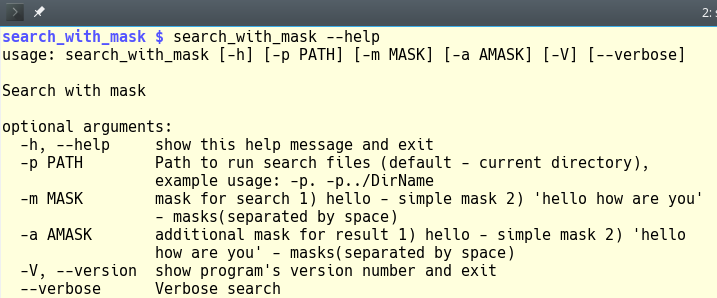 2: s
search_with_mask $ search_with_mask --help
usage: search_with_mask [-h] [-p PATH] [-m MASK] [-a AMASK] [-V] [--verbose]
Search with mask
optional arguments:
-h, --help show this help message and exit
-p PATH Path to run search files (default - current directory),
example usage: -p. -p../DirName
-m MASK mask for search 1) hello - simple mask 2) 'hello how are you'
- masks(separated by space)
-a AMASK additional mask for result 1) hello - simple mask 2) 'hello
how are you' - masks(separated by space)
-V, --version show program's version number and exit
--verbose Verbose search